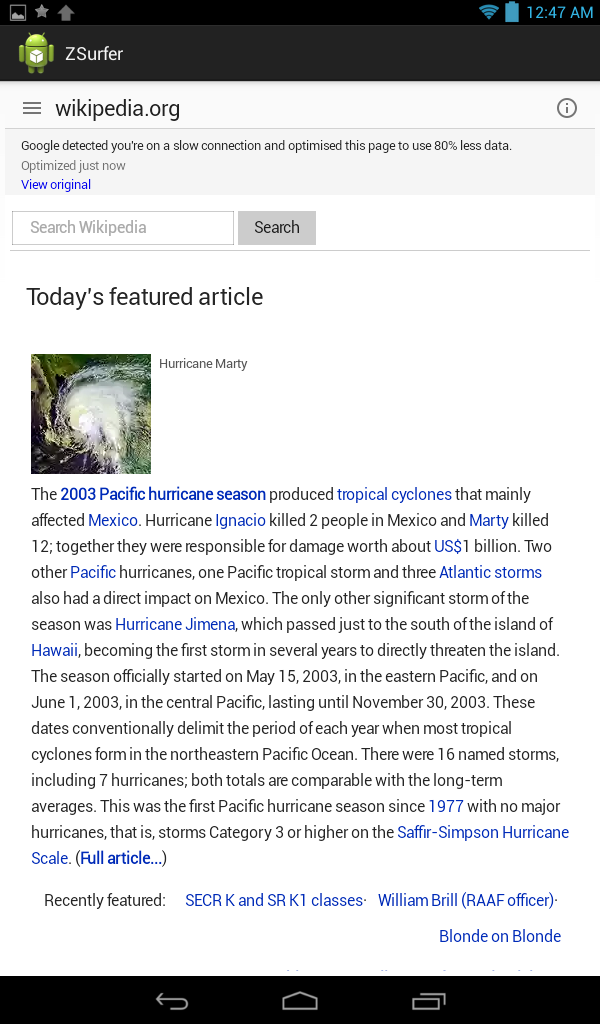 12:47 AM
ZSurfer
wikipedia.org
Google detected you're on a slow connection and optimised this page to use 80% less data.
Optimized just now
View original
Search Wikipedia
Search
Today's featured article
Hurricane Marty
The 2003 Pacific hurricane season produced tropical cyclones that mainly
affected Mexico. Hurricane Ignacio killed 2 people in Mexico and Marty killed
12; together they were responsible for damage worth about US$1 billion. Two
other Pacific hurricanes, one Pacific tropical storm and three Atlantic storms
also had a direct impact on Mexico. The only other significant storm of the
season was Hurricane Jimena, which passed just to the south of the island of
Hawaii, becoming the first storm in several years to directly threaten the island.
The season officially started on May 15, 2003, in the eastern Pacific, and on
June 1, 2003, in the central Pacific, lasting until November 30, 2003. These
dates conventionally delimit the period of each year when most tropical
cyclones form in the northeastern Pacific Ocean. There were 16 named storms,
including 7 hurricanes; both totals are comparable with the long-term
averages. This was the first Pacific hurricane season since 1977 with no major
hurricanes, that is, storms Category 3 or higher on the Saffir-Simpson Hurricane
Scale. (Full article...)
Recently featured: SECR K and SR K1 classes· William Brill (RAAF officer)·
Blonde on Blonde